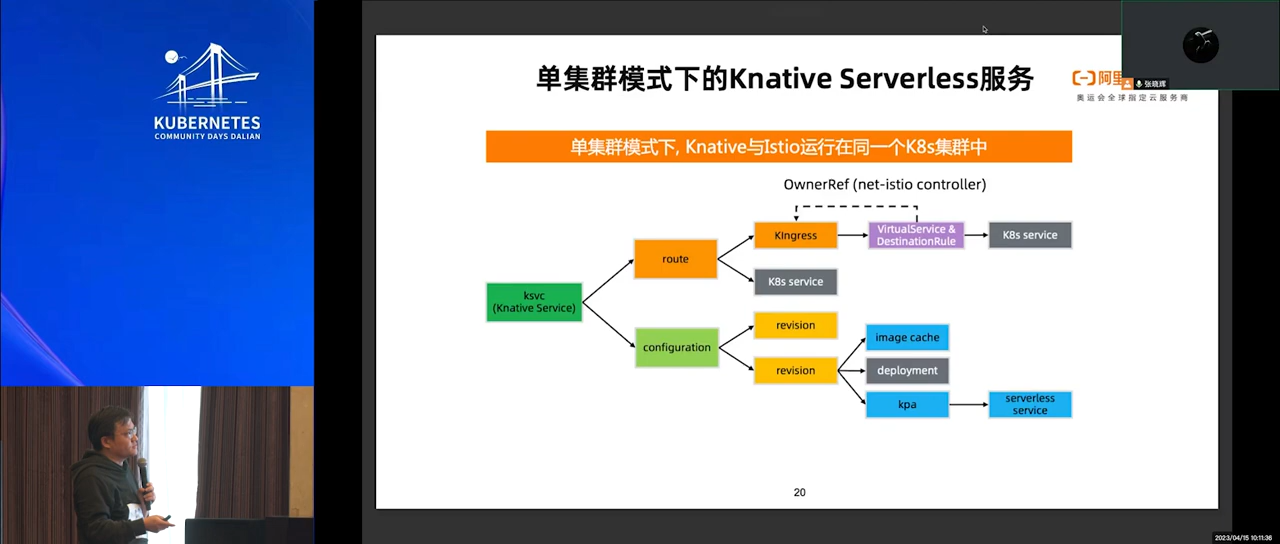 KUBERNETES
COMMUNITY DAYS DALIAN
单集群模式下的Knative Serverless服务
阿里
奥运会全球指定云服务商
张晓辉
单集群模式下, Knative与Istio运行在同一个K8s集群中
OwnerRef (net-istio controller)
KIngress
VirtualService &
DestinationRule
K8s service
route
K8s service
ksvc
(Knative Service)
configuration
revision
revision
image cache
deployment
kpa
serverless
service
20
2023/04/15 10:11:36